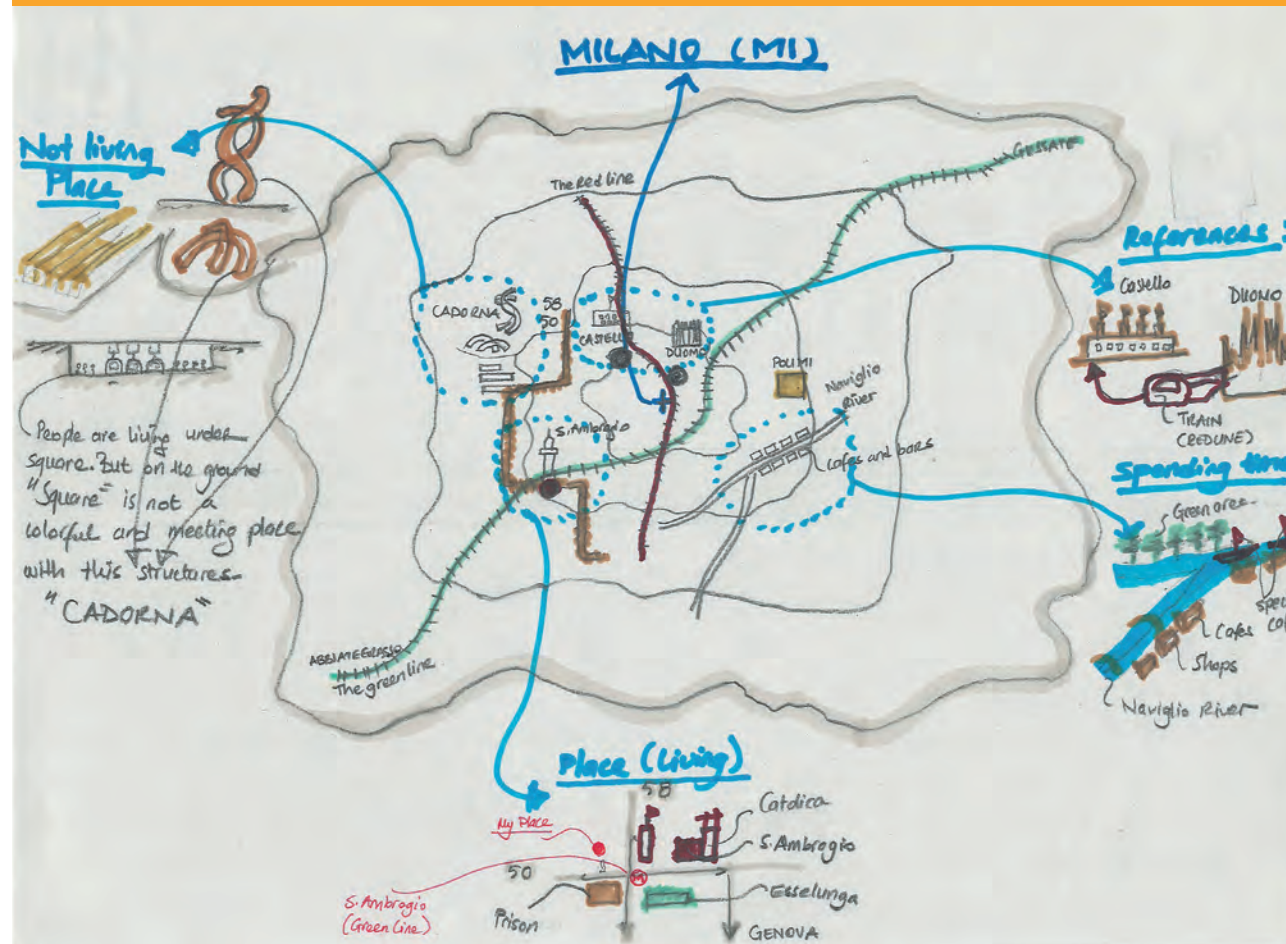 MILANO (MI)
Not living
Place
People are living under
square. But on the ground
"Square" is not a
colorful and meeting place
with this structures.
"CADORNA"
The Red line
GESSATE
CADORNA
58
50
CASTELLO
DUOMO
POLIMI
Naviglio
River
cafes and bars
S. Ambrogio
ABBIATEGRASSO
The green line
References :
Castello
DUOMO
TRAIN
(REDLINE)
Spending time
Green area
Cafes
Shops
Naviglio River
Place (Living)
58
My Place
50
M
S. Ambrogio
(Green Line)
Prison
Catolica
S. Ambrogio
Esselunga
GENOVA